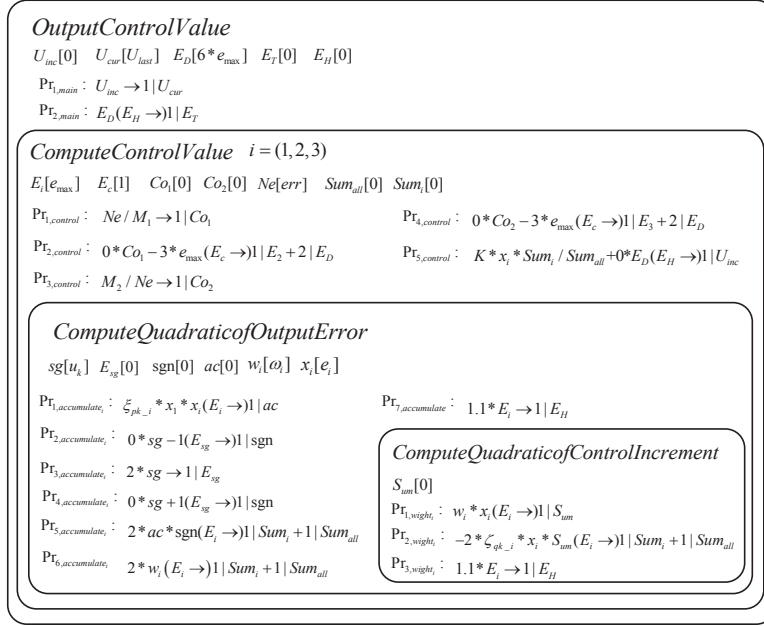 OutputControlValue
U_inc[0] U_cur[U_last] E_D[6*e_max] E_T[0] E_H[0]
Pr_1,main : U_inc → 1 | U_cur
Pr_2,main : E_D(E_H →)1 | E_T
ComputeControlValue i = (1,2,3)
E_i[e_max] E_c[1] Co_1[0] Co_2[0] Ne[err] Sum_all[0] Sum_i[0]
Pr_1,control : Ne / M_1 → 1 | Co_1
Pr_2,control : 0*Co_1 − 3*e_max(E_c →)1 | E_2 + 2 | E_D
Pr_3,control : M_2 / Ne → 1 | Co_2
Pr_4,control : 0*Co_2 − 3*e_max(E_c →)1 | E_3 + 2 | E_D
Pr_5,control : K*x_i*Sum_i / Sum_all+0*E_D(E_H →)1 | U_inc
ComputeQuadraticofOutputError
sg[u_k] E_sg[0] sgn[0] ac[0] w_i[ω_i] x_i[e_i]
Pr_1,accumulate_i : ξ_pk_i * x_1 * x_i(E_i →)1 | ac
Pr_2,accumulate_i : 0*sg − 1(E_sg →)1 | sgn
Pr_3,accumulate_i : 2*sg → 1 | E_sg
Pr_4,accumulate_i : 0*sg + 1(E_sg →)1 | sgn
Pr_5,accumulate_i : 2*ac*sgn(E_i →)1 | Sum_i + 1 | Sum_all
Pr_6,accumulate_i : 2*w_i(E_i →)1 | Sum_i + 1 | Sum_all
Pr_7,accumulate : 1.1*E_i → 1 | E_H
ComputeQuadraticofControlIncrement
S_um[0]
Pr_1,wight_i : w_i * x_i(E_i →)1 | S_um
Pr_2,wight_i : −2*ζ_qk_i * x_i * S_um(E_i →)1 | Sum_i + 1 | Sum_all
Pr_3,wight_i : 1.1*E_i → 1 | E_H